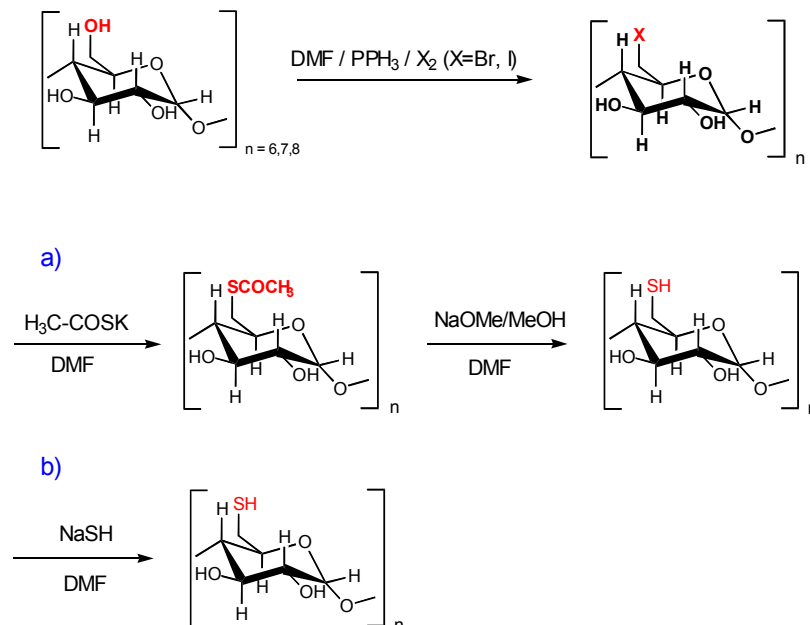 OH
H
H
O
HO
OH
H
H
H
O
n = 6,7,8
DMF / PPH₃ / X₂ (X=Br, I)
X
H
H
O
HO
OH
H
H
H
O
n
a)
H₃C-COSK
DMF
SCOCH₃
H
H
O
HO
OH
H
H
H
O
n
NaOMe/MeOH
DMF
SH
H
H
O
HO
OH
H
H
H
O
n
b)
NaSH
DMF
SH
H
H
O
HO
OH
H
H
H
O
n